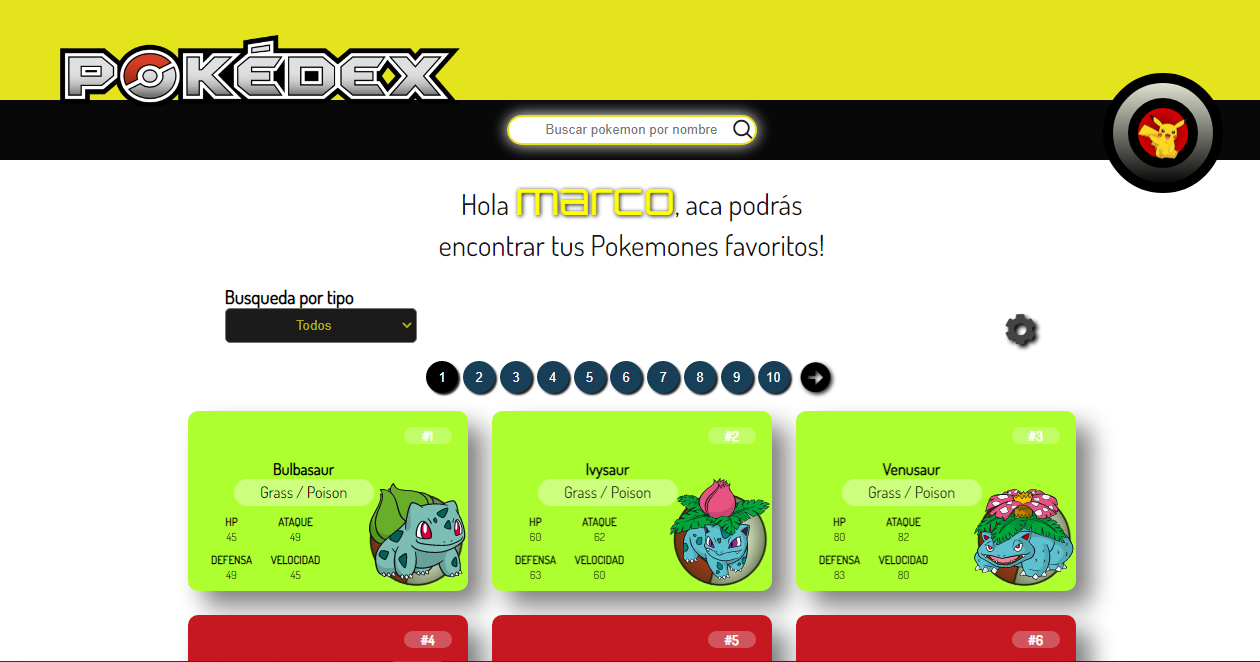 POKÉDEX
Buscar pokemon por nombre
Hola marco, aca podrás
encontrar tus Pokemones favoritos!
Busqueda por tipo
Todos
1 2 3 4 5 6 7 8 9 10
#1
Bulbasaur
Grass / Poison
HP ATAQUE
45 49
DEFENSA VELOCIDAD
49 45
#2
Ivysaur
Grass / Poison
HP ATAQUE
60 62
DEFENSA VELOCIDAD
63 60
#3
Venusaur
Grass / Poison
HP ATAQUE
80 82
DEFENSA VELOCIDAD
83 80
#4
#5
#6